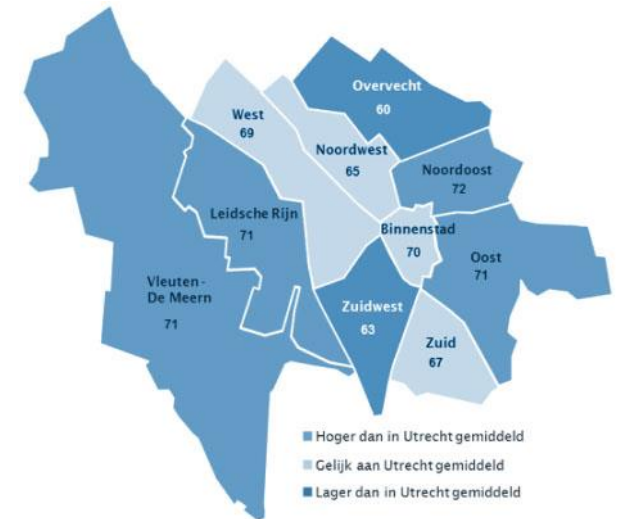 Overvecht
60
West
69
Noordwest
65
Noordoost
72
Leidsche Rijn
71
Binnenstad
70
Oost
71
Vleuten -
De Meern
71
Zuidwest
63
Zuid
67
Hoger dan in Utrecht gemiddeld
Gelijk aan Utrecht gemiddeld
Lager dan in Utrecht gemiddeld